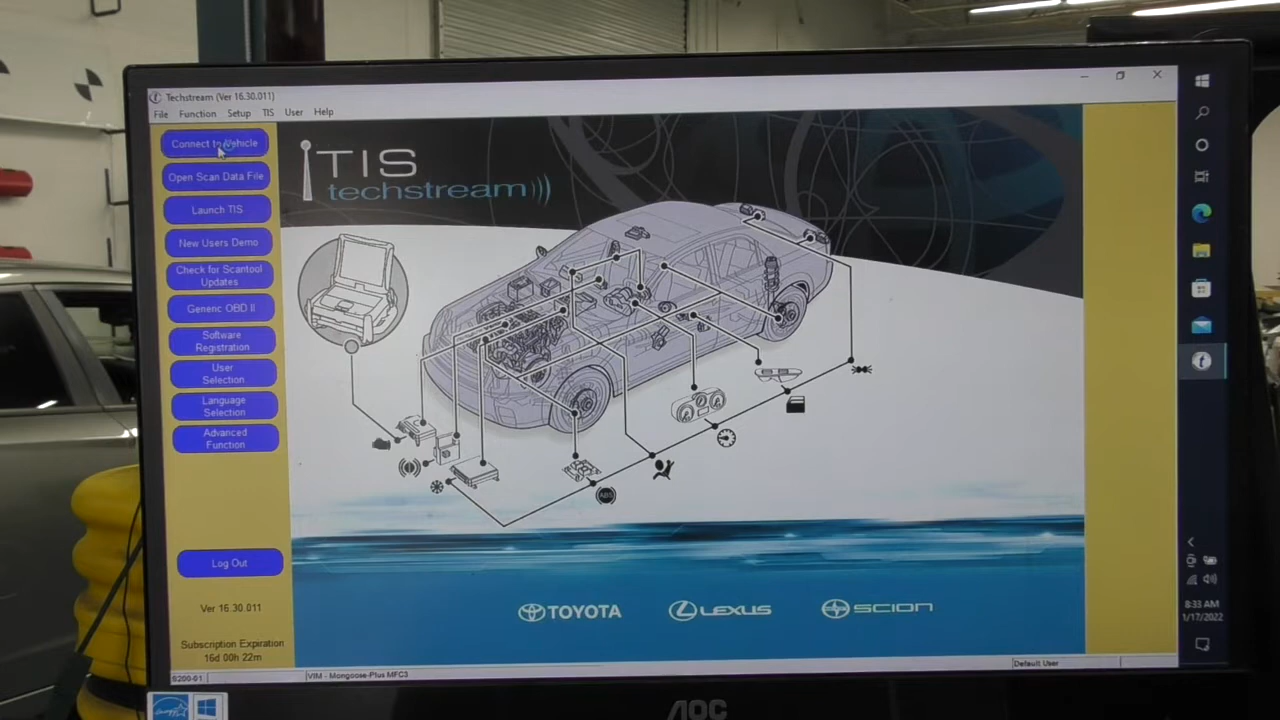 Techstream (Ver 16.30.011)
File Function Setup TIS User Help
Connect to Vehicle
Open Scan Data File
Launch TIS
New Users Demo
Check for Scantool
Updates
Generic OBD II
Software
Registration
User
Selection
Language
Selection
Advanced
Function
Log Out
Ver 16.30.011
Subscription Expiration
16d 00h 22m
TIS
techstream
ABS
TOYOTA
LEXUS
SCION
S200-01
VIM - Mongoose-Plus MFC3
Default User
8:33 AM
1/17/2022
AOC